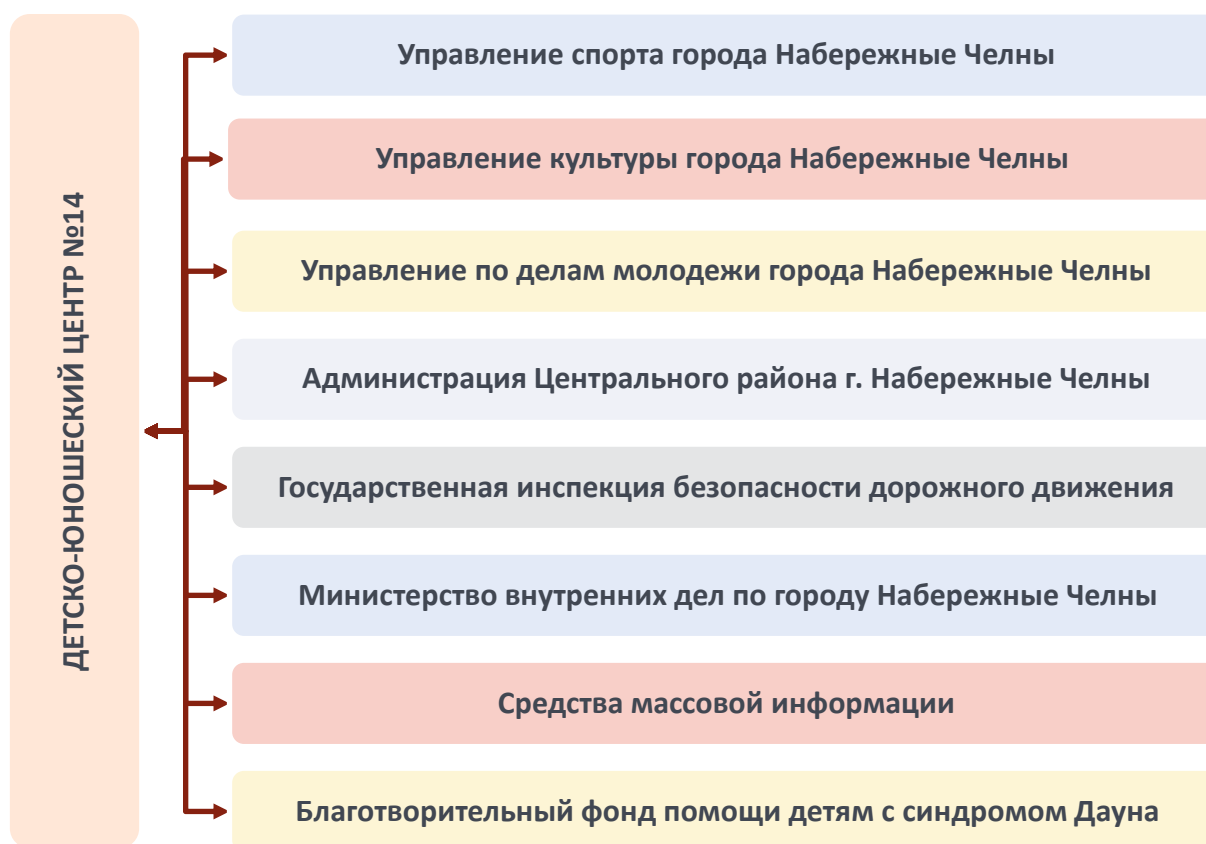 ДЕТСКО-ЮНОШЕСКИЙ ЦЕНТР №14
Управление спорта города Набережные Челны
Управление культуры города Набережные Челны
Управление по делам молодежи города Набережные Челны
Администрация Центрального района г. Набережные Челны
Государственная инспекция безопасности дорожного движения
Министерство внутренних дел по городу Набережные Челны
Средства массовой информации
Благотворительный фонд помощи детям с синдромом Дауна